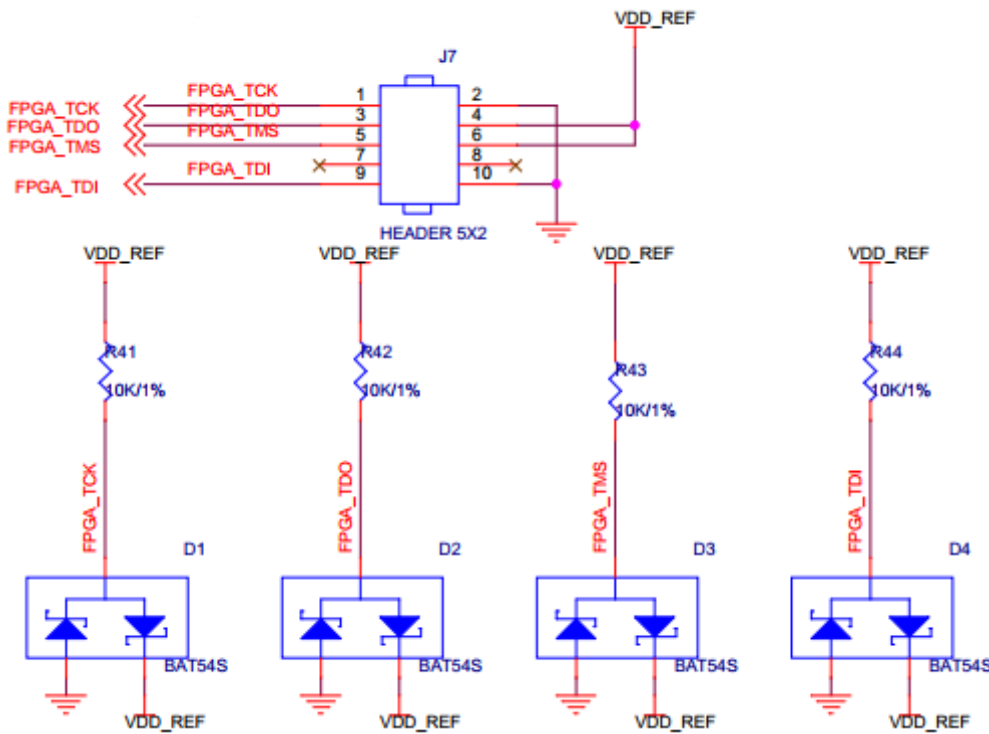 VDD_REF
J7
FPGA_TCK FPGA_TCK 1 2
FPGA_TDO FPGA_TDO 3 4
FPGA_TMS FPGA_TMS 5 6
7 8
FPGA_TDI FPGA_TDI 9 10
HEADER 5X2
VDD_REF VDD_REF VDD_REF VDD_REF
R41 R42 R43 R44
10K/1% 10K/1% 10K/1% 10K/1%
FPGA_TCK FPGA_TDO FPGA_TMS FPGA_TDI
D1 D2 D3 D4
BAT54S BAT54S BAT54S BAT54S
VDD_REF VDD_REF VDD_REF VDD_REF